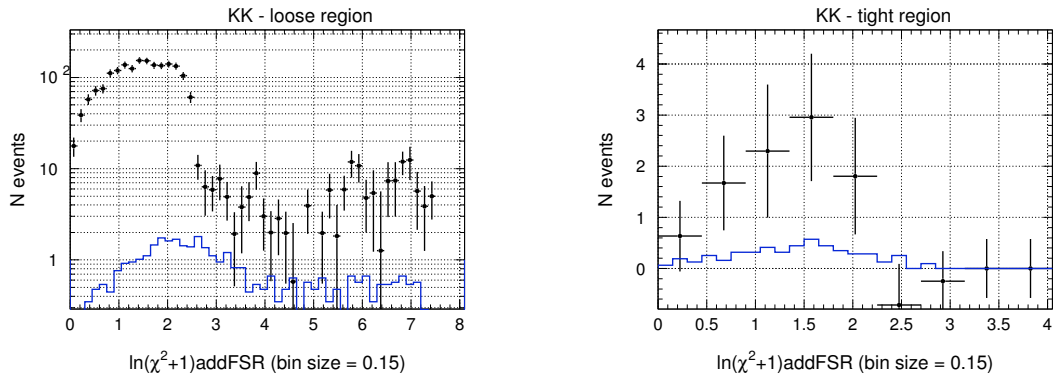 KK - loose region
N events
10²
10
1
0 1 2 3 4 5 6 7 8
ln(χ²+1)addFSR (bin size = 0.15)
KK - tight region
N events
4
3
2
1
0
0 0.5 1 1.5 2 2.5 3 3.5 4
ln(χ²+1)addFSR (bin size = 0.15)